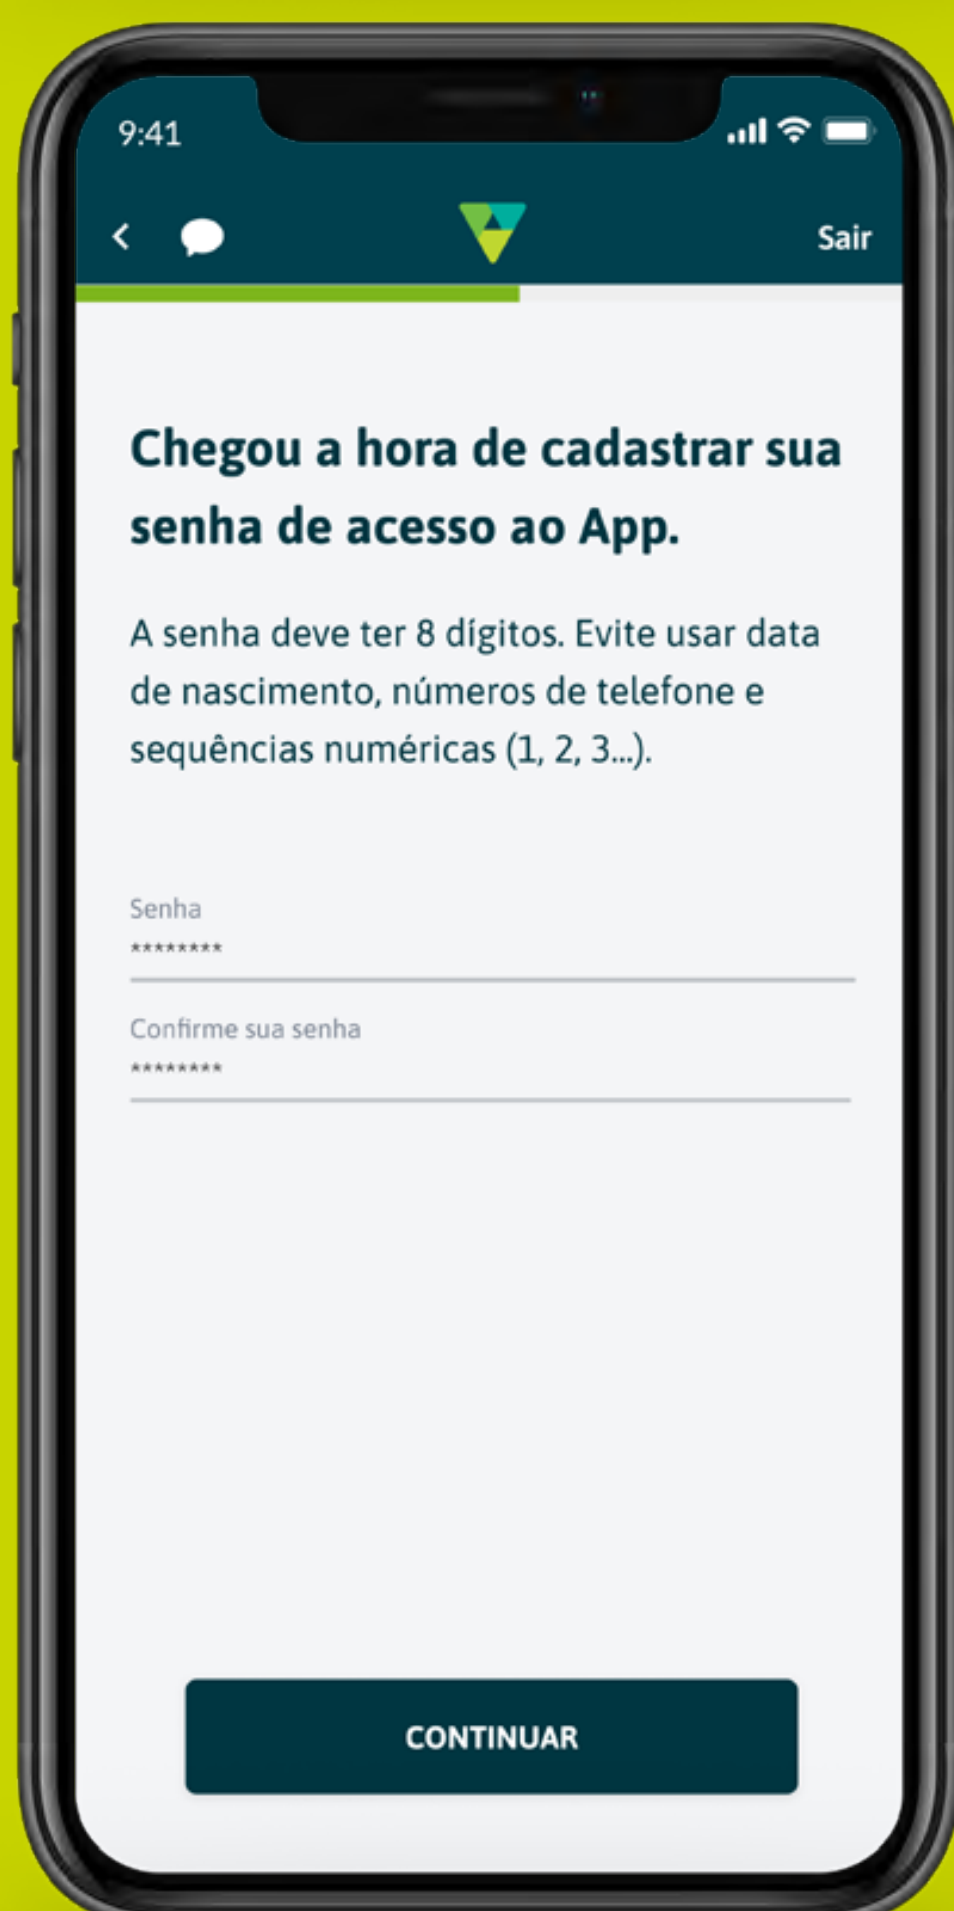 9:41
Sair
Chegou a hora de cadastrar sua
senha de acesso ao App.
A senha deve ter 8 dígitos. Evite usar data
de nascimento, números de telefone e
sequências numéricas (1, 2, 3...).
Senha
********
Confirme sua senha
********
CONTINUAR